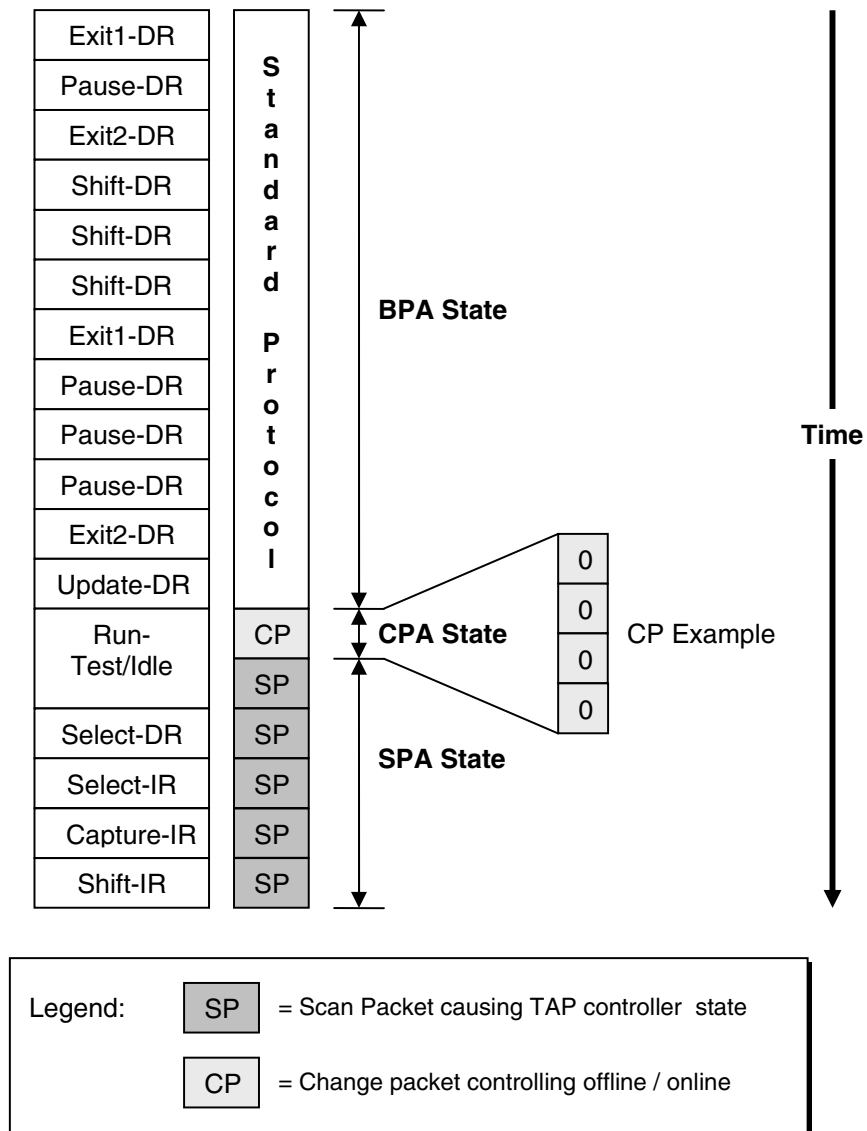 Exit1-DR
Pause-DR
Exit2-DR
Shift-DR
Shift-DR
Shift-DR
Exit1-DR
Pause-DR
Pause-DR
Pause-DR
Exit2-DR
Update-DR
Run-
Test/Idle
Select-DR
Select-IR
Capture-IR
Shift-IR
Standard Protocol
CP
SP
SP
SP
SP
SP
BPA State
CPA State
SPA State
0
0
0
0
CP Example
Time
Legend:
SP = Scan Packet causing TAP controller state
CP = Change packet controlling offline / online